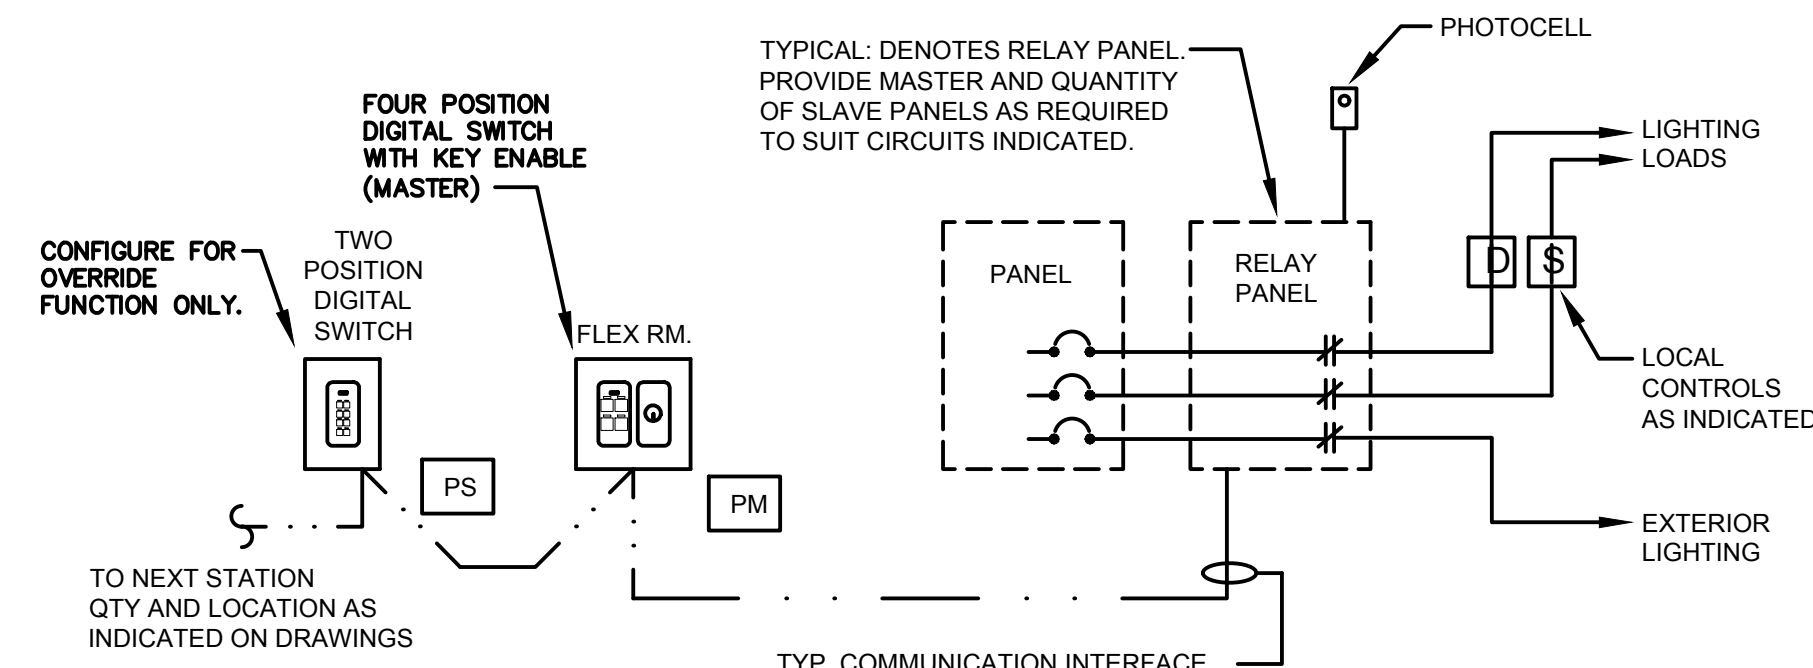 PHOTOCELL
TYPICAL: DENOTES RELAY PANEL.
PROVIDE MASTER AND QUANTITY
OF SLAVE PANELS AS REQUIRED
TO SUIT CIRCUITS INDICATED.
FOUR POSITION
DIGITAL SWITCH
WITH KEY ENABLE
(MASTER)
LIGHTING
LOADS
CONFIGURE FOR
OVERRIDE
FUNCTION ONLY.
TWO
POSITION
DIGITAL
SWITCH
FLEX RM.
PANEL
RELAY
PANEL
D
S
LOCAL
CONTROLS
AS INDICATED
PS
PM
EXTERIOR
LIGHTING
TO NEXT STATION
QTY AND LOCATION AS
INDICATED ON DRAWINGS
TYP. COMMUNICATION INTERFACE